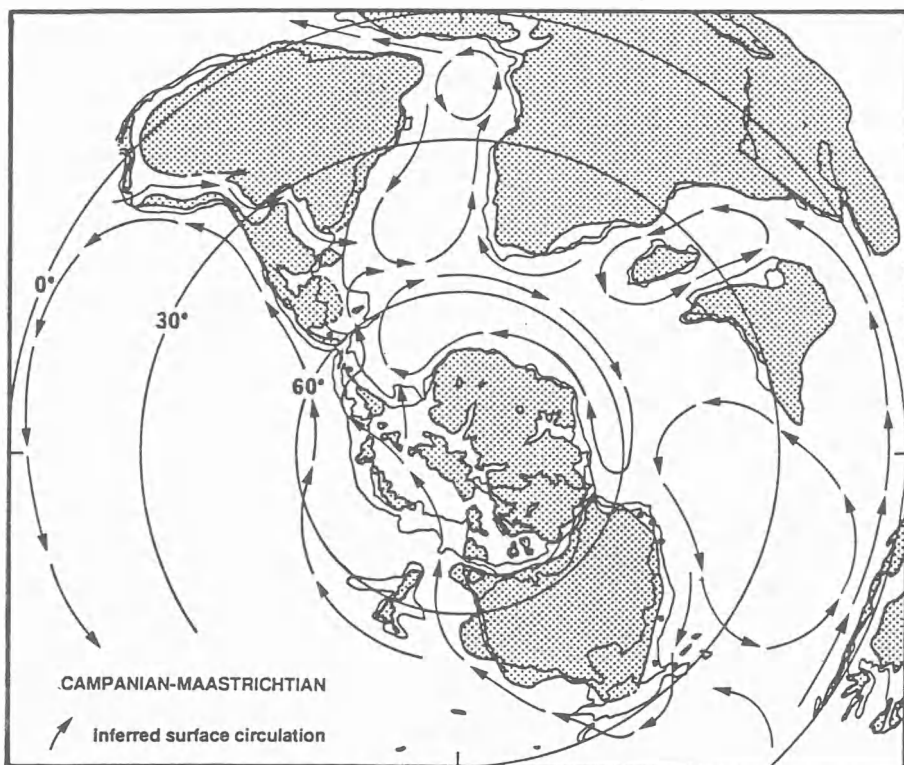 0°
30°
60°
.CAMPANIAN-MAASTRICHTIAN
inferred surface circulation